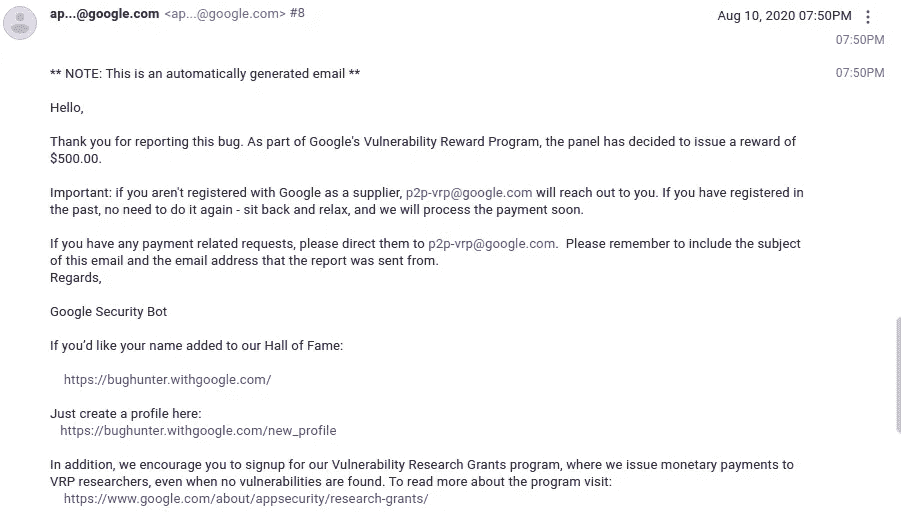 ap...@google.com <ap...@google.com> #8 Aug 10, 2020 07:50PM
07:50PM
** NOTE: This is an automatically generated email ** 07:50PM
Hello,
Thank you for reporting this bug. As part of Google's Vulnerability Reward Program, the panel has decided to issue a reward of
$500.00.
Important: if you aren't registered with Google as a supplier, p2p-vrp@google.com will reach out to you. If you have registered in
the past, no need to do it again - sit back and relax, and we will process the payment soon.
If you have any payment related requests, please direct them to p2p-vrp@google.com.  Please remember to include the subject
of this email and the email address that the report was sent from.
Regards,
Google Security Bot
If you’d like your name added to our Hall of Fame:
https://bughunter.withgoogle.com/
Just create a profile here:
https://bughunter.withgoogle.com/new_profile
In addition, we encourage you to signup for our Vulnerability Research Grants program, where we issue monetary payments to
VRP researchers, even when no vulnerabilities are found. To read more about the program visit:
https://www.google.com/about/appsecurity/research-grants/